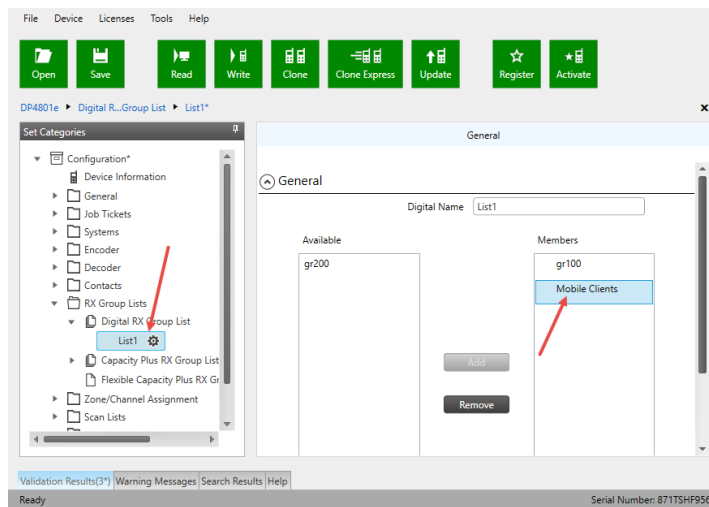 File Device Licenses Tools Help
Open Save Read Write Clone Clone Express Update Register Activate
DP4801e Digital R...Group List List1*
Set Categories
General
Configuration*
Device Information
General
Job Tickets
Systems
Encoder
Decoder
Contacts
RX Group Lists
Digital RX Group List
List1
Capacity Plus RX Group List
Flexible Capacity Plus RX Gr
Zone/Channel Assignment
Scan Lists
General
Digital Name List1
Available Members
gr200 gr100
Mobile Clients
Add
Remove
Validation Results(3*) Warning Messages Search Results Help
Ready Serial Number: 871TSHF956